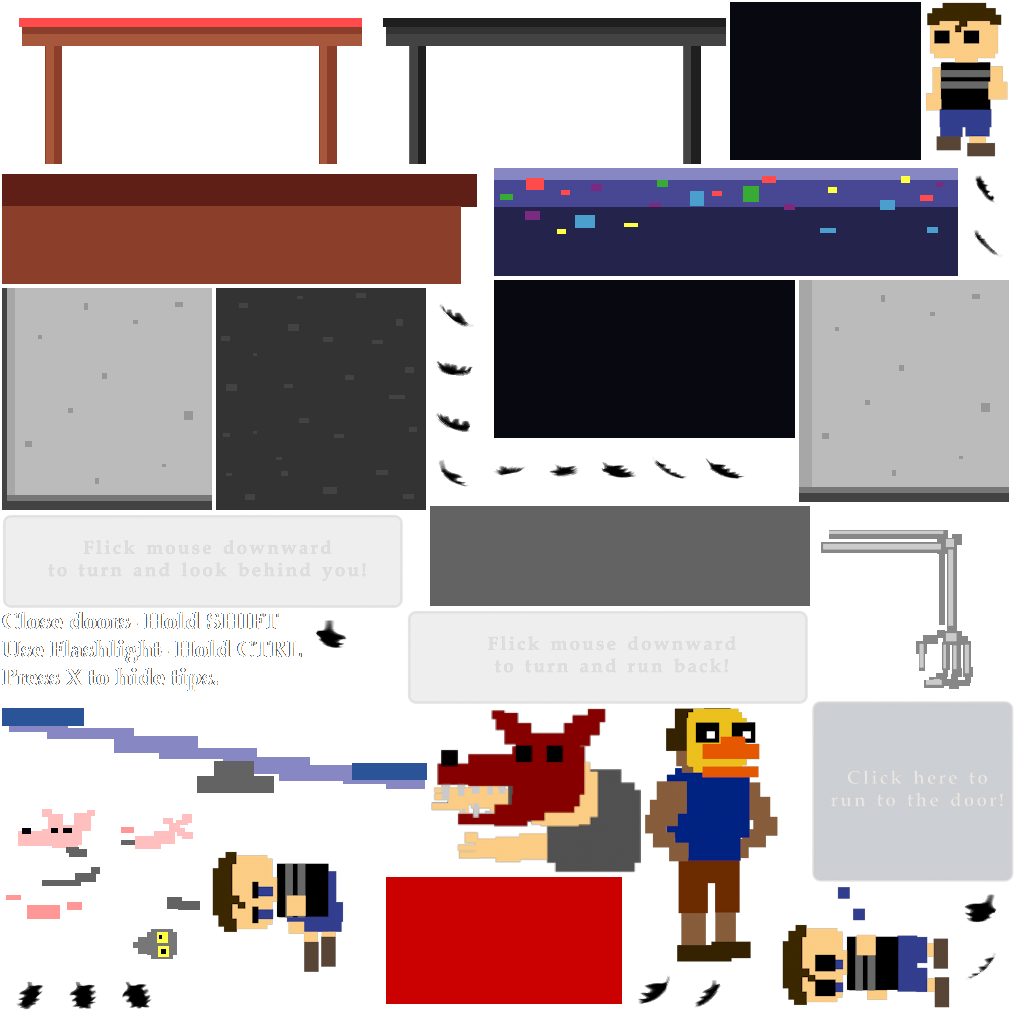 Flick mouse downward
to turn and look behind you!
Close doors- Hold SHIFT
Use Flashlight- Hold CTRL
Press X to hide tips.
Flick mouse downward
to turn and run back!
Click here to
run to the door!